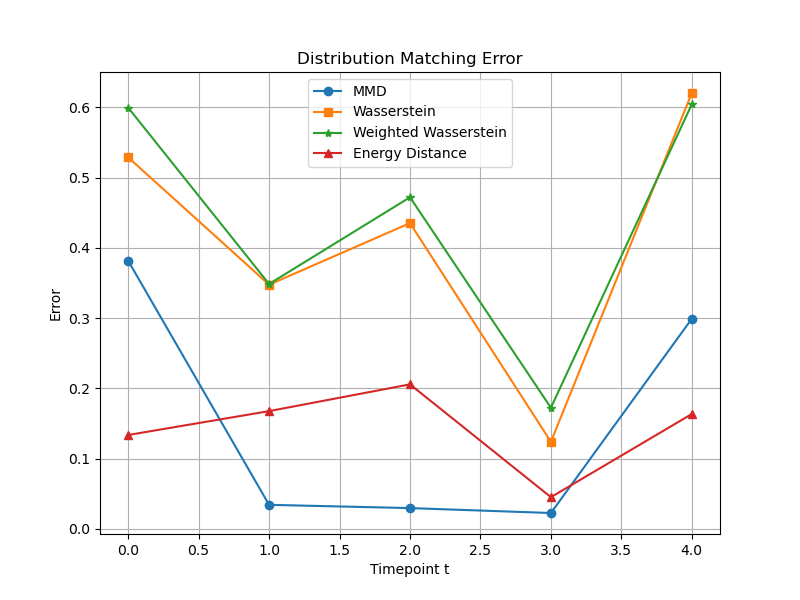 Distribution Matching Error
MMD
Wasserstein
Weighted Wasserstein
Energy Distance
Error
0.6
0.5
0.4
0.3
0.2
0.1
0.0
0.0 0.5 1.0 1.5 2.0 2.5 3.0 3.5 4.0
Timepoint t